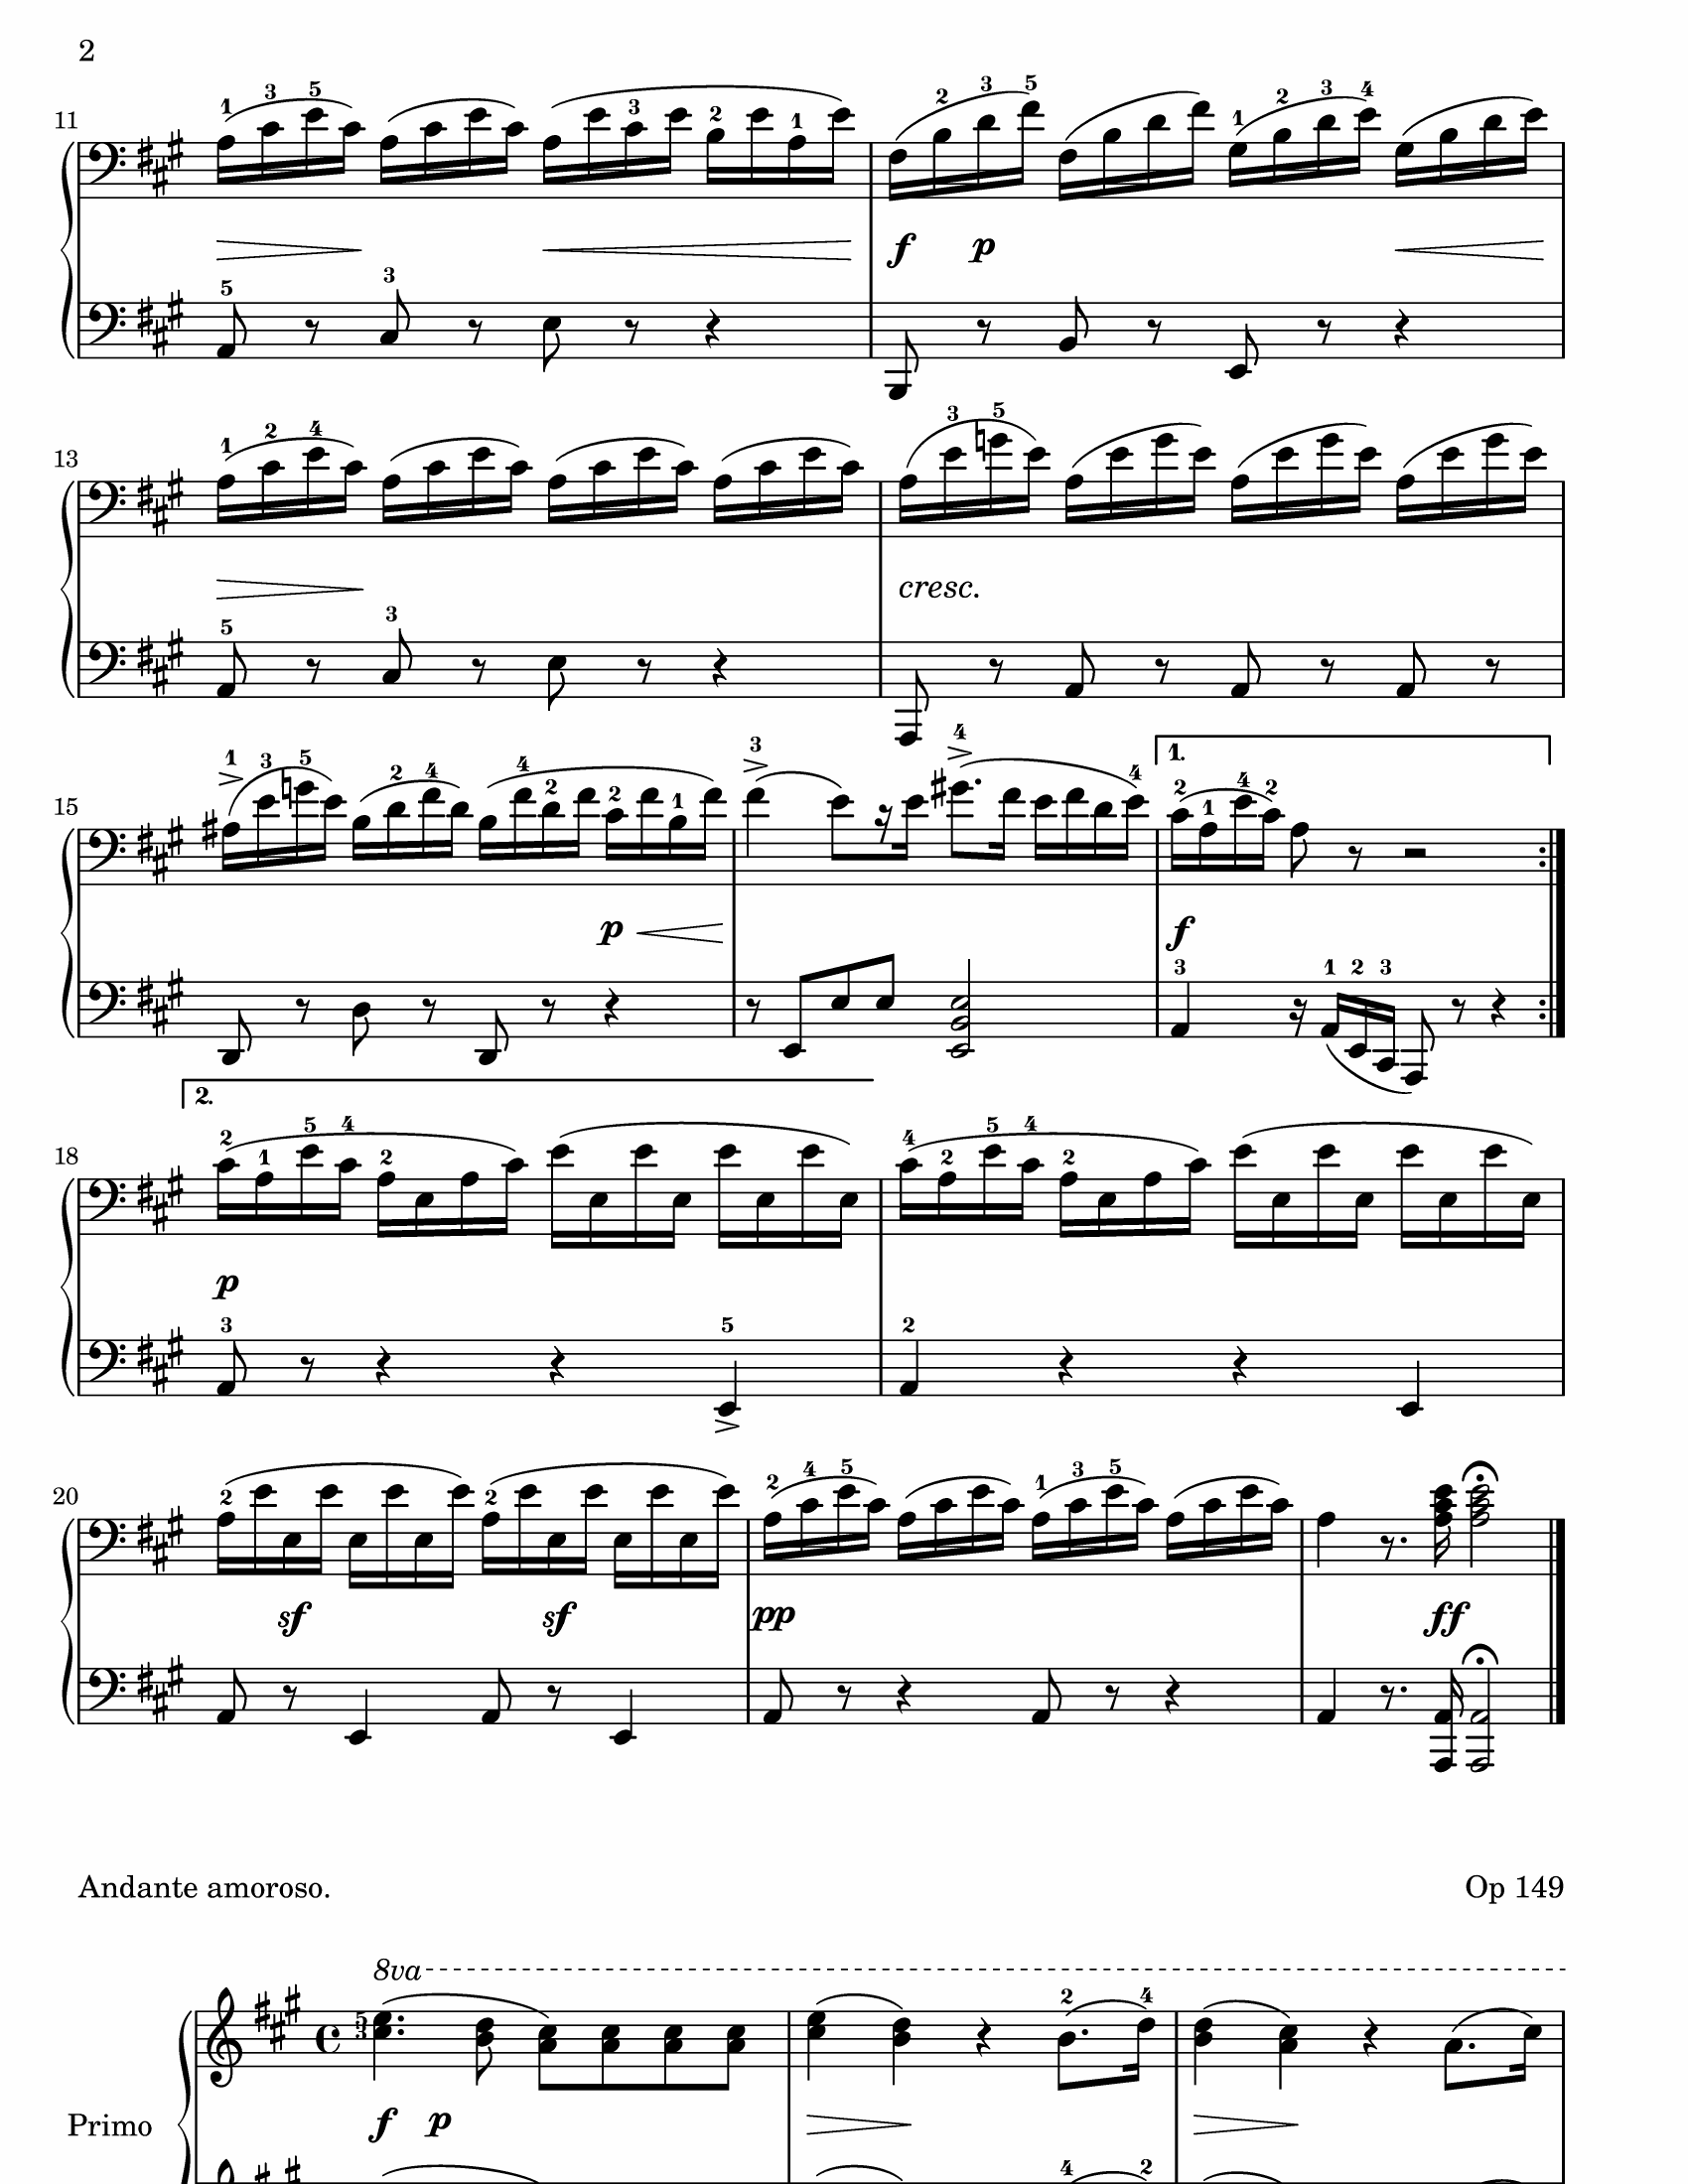 2
11
1 3 5 3 2 1 2 3 5 1 2 3 4
f p
5 3
13
1 2 4 3 5
cresc.
5 3
15
1 3 5 2 4 4 2 2 1 3 4 4 1. 2 1 4 2
p f
3 1 2 3
2.
18
2 1 5 4 2 4 2 5 4 2
p
3 5 2
20
2 2 2 4 5 1 3 5
sf sf pp ff
Andante amoroso. Op 149
8va
5 3 2 4
Primo f p
4 2